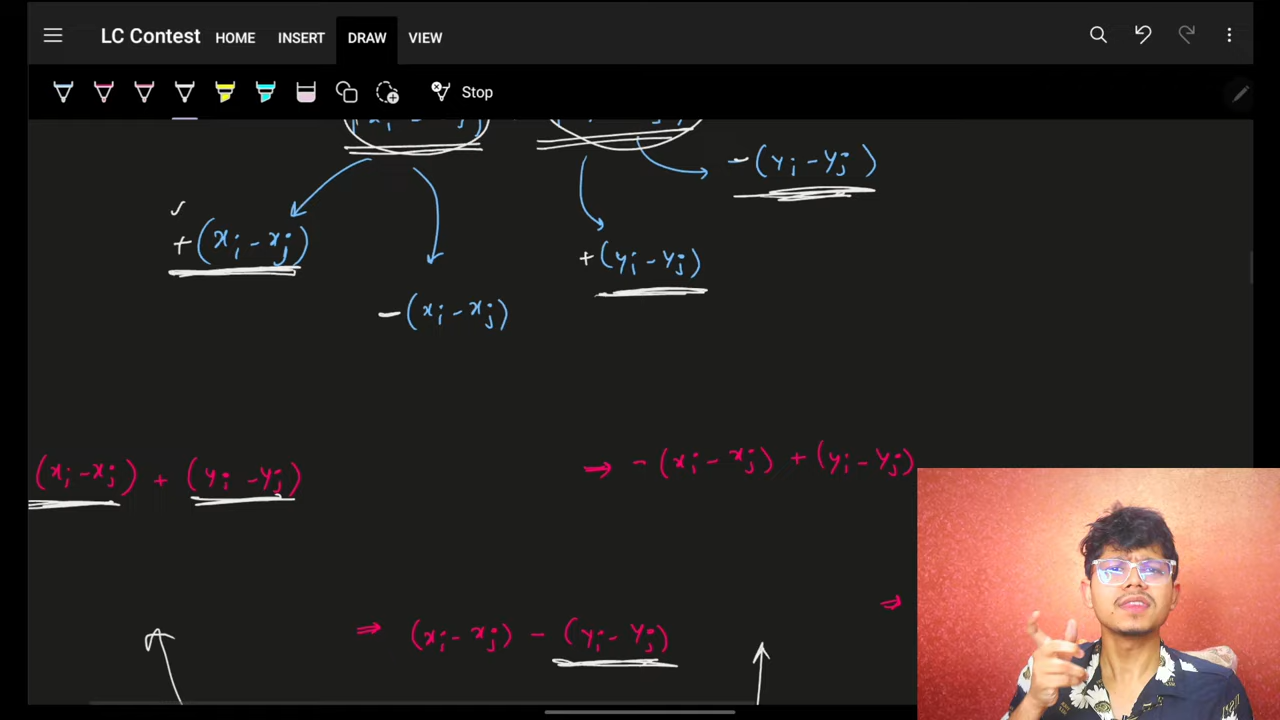 LC Contest HOME INSERT DRAW VIEW
Stop
-(yi - yj)
+(xi - xj)
+(yi - yj)
-(xi - xj)
(xi - xj) + (yi - yj)
⇒ -(xi - xj) + (yi - yj)
⇒ (xi - xj) - (yi - yj)
⇒